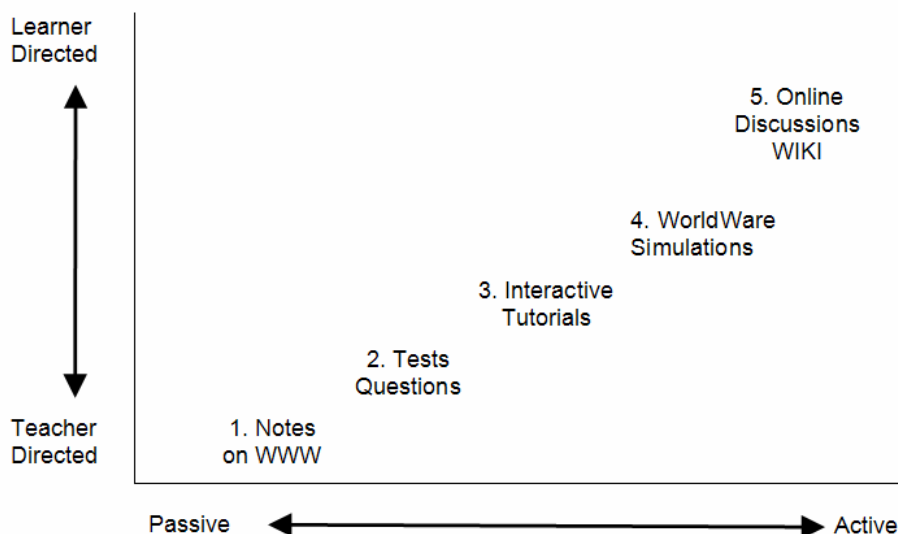 Learner
Directed
5. Online
Discussions
WIKI
4. WorldWare
Simulations
3. Interactive
Tutorials
2. Tests
Questions
Teacher
Directed
1. Notes
on WWW
Passive
Active